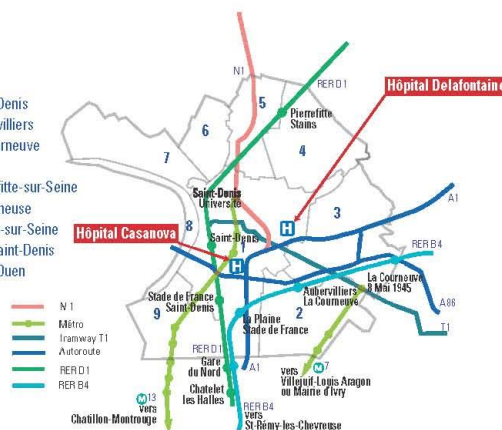 N1
RER D1
Hôpital Delafontaine
Denis
villiers
rneuve
5
Pierrefitte
Stains
6
4
7
itte-sur-Seine
neuse
-sur-Seine
aint-Denis
Ouen
Saint-Denis
Université
A1
3
8
H
Hôpital Casanova
Saint-Denis
1
RER B4
H
La Courneuve
8 Mai 1945
Aubervilliers
La Courneuve
Stade de France
Saint-Denis
9
La Plaine
Stade de France
2
A86
T1
N 1
Métro
Tramway T1
Autoroute
RER D1
RER B4
RER D1
Gare
du Nord
A1
Chatelet
les Halles
M 7
vers
Villejuif-Louis Aragon
ou Mairie d'Ivry
M 13
vers
Chatillon-Montrouge
RER B4
vers
St-Rémy-les-Chevreuse